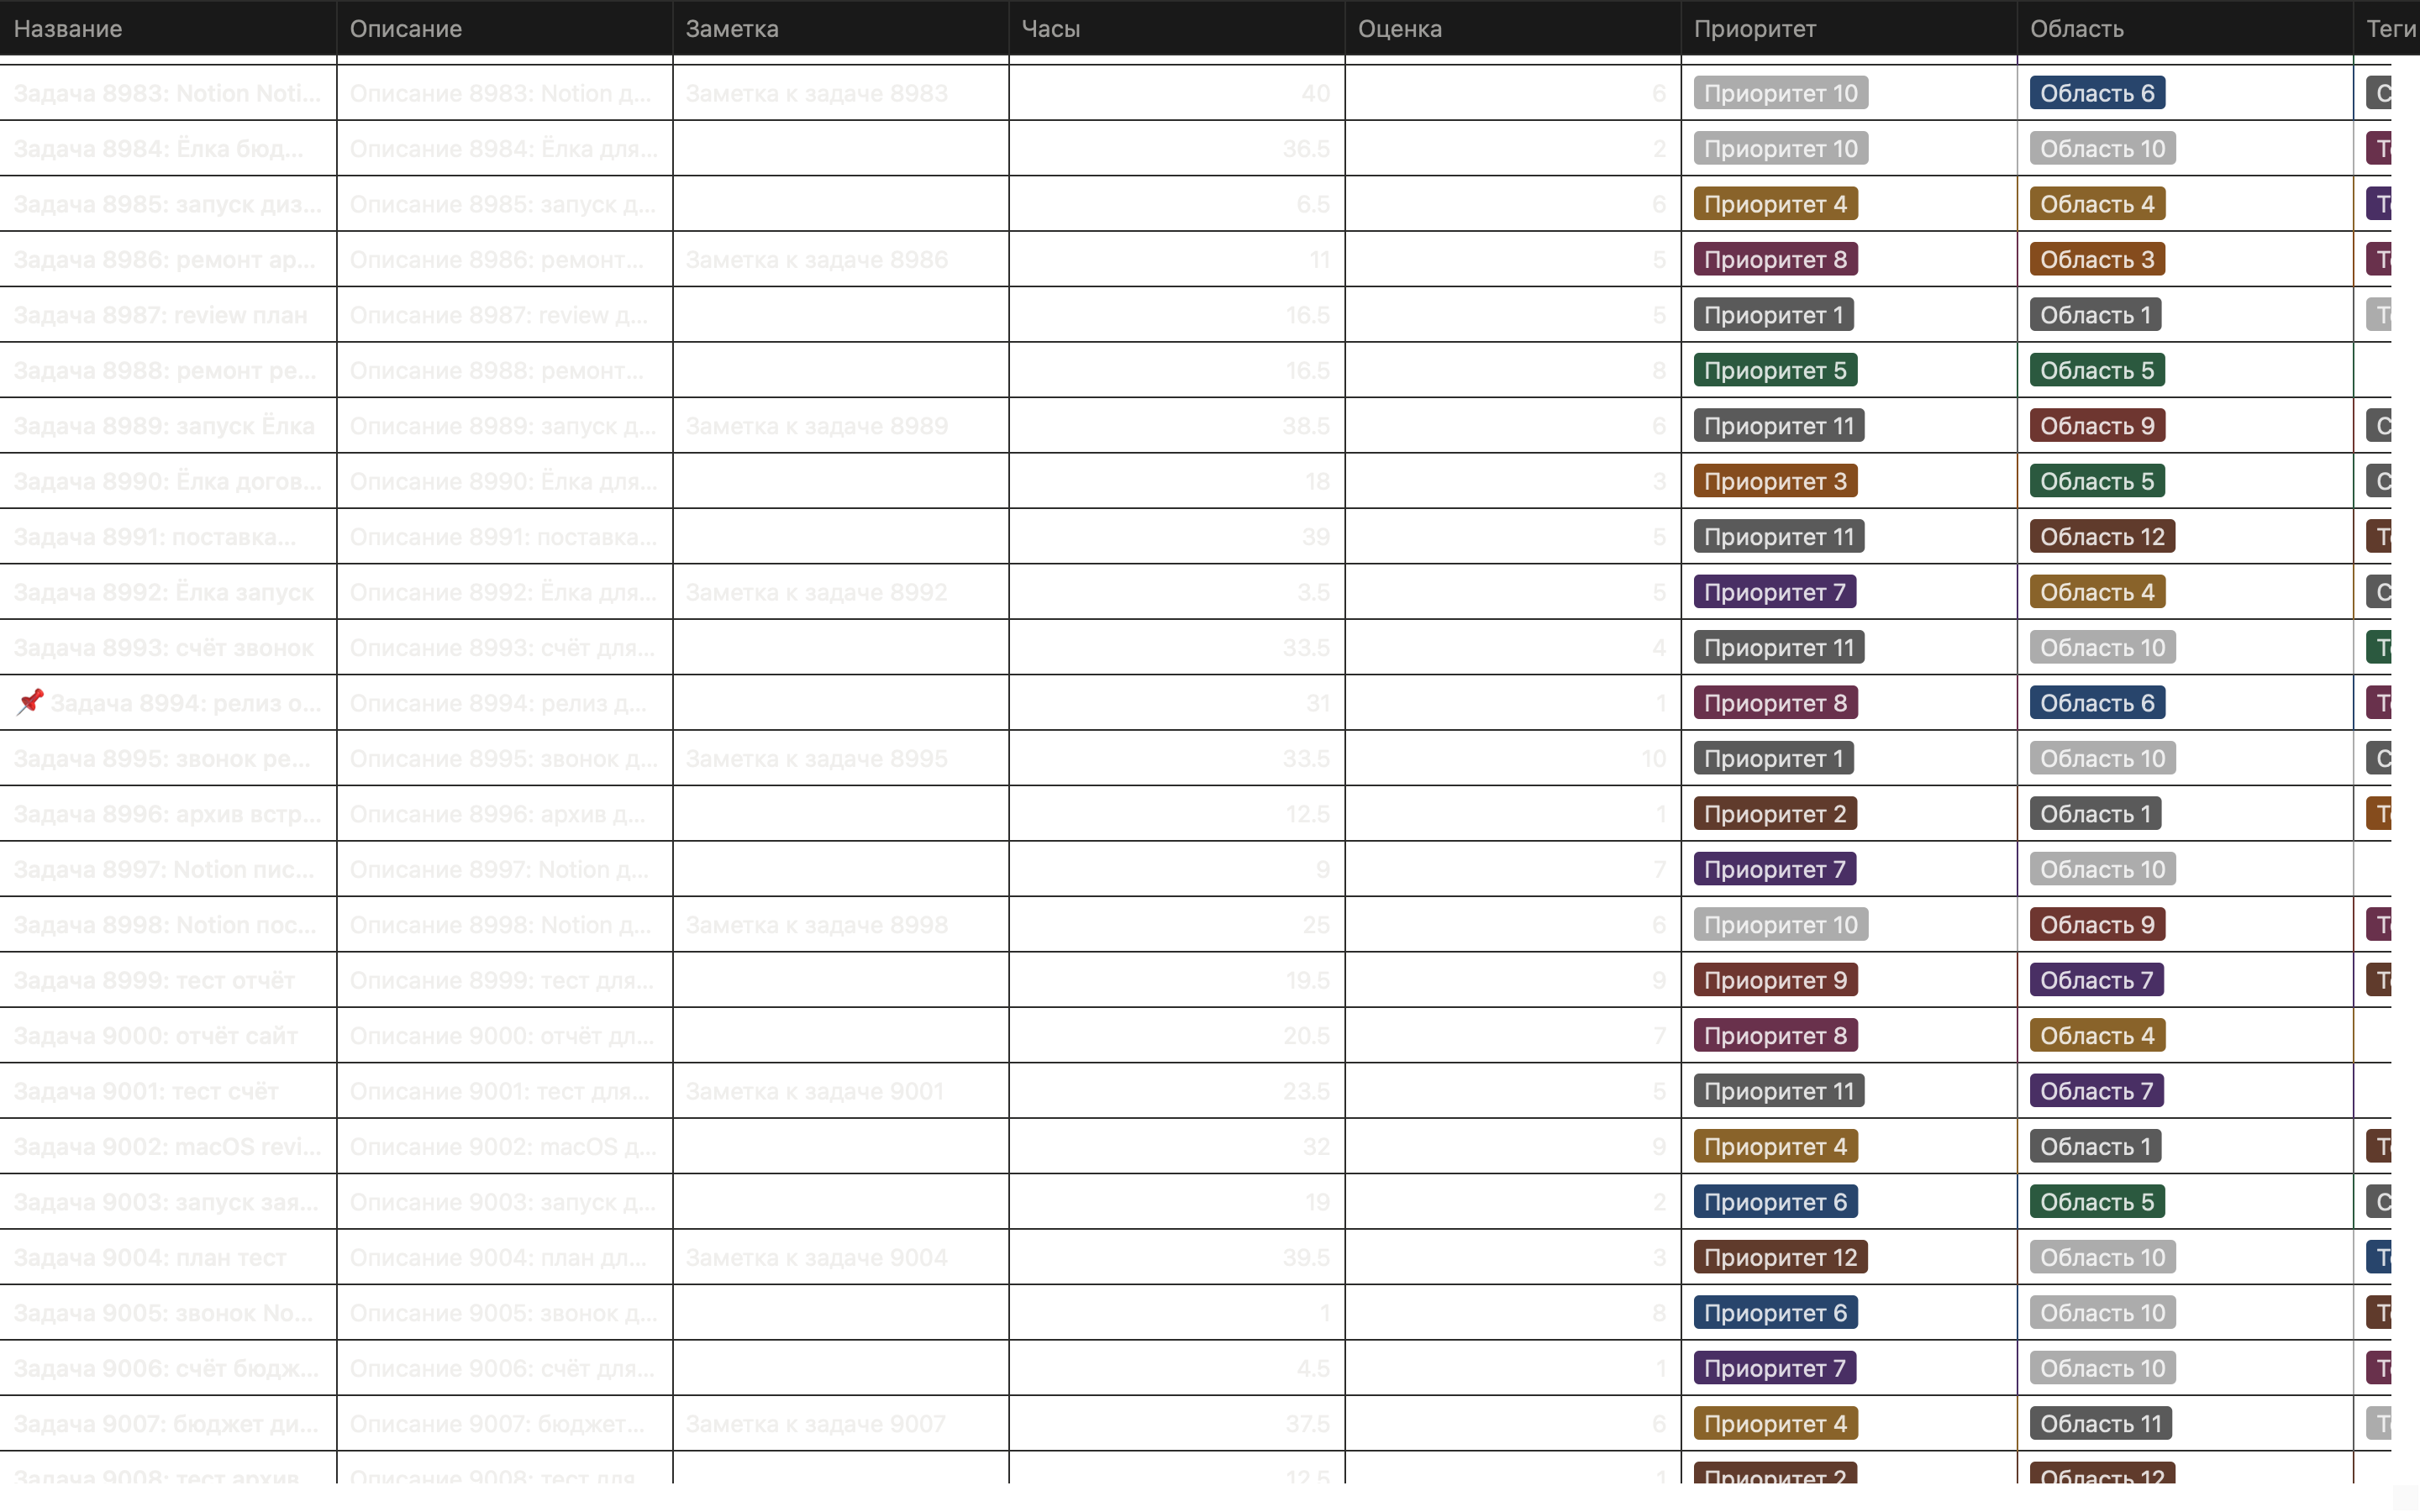 Название Описание Заметка Часы Оценка Приоритет Область Теги
Задача 8983: Notion Noti... Описание 8983: Notion д... Заметка к задаче 8983 40 6 Приоритет 10 Область 6
Задача 8984: Ёлка бюд... Описание 8984: Ёлка для... 36.5 2 Приоритет 10 Область 10
Задача 8985: запуск диз... Описание 8985: запуск д... 6.5 6 Приоритет 4 Область 4
Задача 8986: ремонт ар... Описание 8986: ремонт... Заметка к задаче 8986 11 5 Приоритет 8 Область 3
Задача 8987: review план Описание 8987: review д... 16.5 5 Приоритет 1 Область 1
Задача 8988: ремонт ре... Описание 8988: ремонт... 16.5 8 Приоритет 5 Область 5
Задача 8989: запуск Ёлка Описание 8989: запуск д... Заметка к задаче 8989 38.5 6 Приоритет 11 Область 9
Задача 8990: Ёлка догов... Описание 8990: Ёлка для... 18 3 Приоритет 3 Область 5
Задача 8991: поставка... Описание 8991: поставка... 39 5 Приоритет 11 Область 12
Задача 8992: Ёлка запуск Описание 8992: Ёлка для... Заметка к задаче 8992 3.5 5 Приоритет 7 Область 4
Задача 8993: счёт звонок Описание 8993: счёт для... 33.5 4 Приоритет 11 Область 10
📌 Задача 8994: релиз о... Описание 8994: релиз д... 31 1 Приоритет 8 Область 6
Задача 8995: звонок ре... Описание 8995: звонок д... Заметка к задаче 8995 33.5 10 Приоритет 1 Область 10
Задача 8996: архив встр... Описание 8996: архив д... 12.5 1 Приоритет 2 Область 1
Задача 8997: Notion пис... Описание 8997: Notion д... 9 7 Приоритет 7 Область 10
Задача 8998: Notion пос... Описание 8998: Notion д... Заметка к задаче 8998 25 6 Приоритет 10 Область 9
Задача 8999: тест отчёт Описание 8999: тест для... 19.5 9 Приоритет 9 Область 7
Задача 9000: отчёт сайт Описание 9000: отчёт дл... 20.5 7 Приоритет 8 Область 4
Задача 9001: тест счёт Описание 9001: тест для... Заметка к задаче 9001 23.5 5 Приоритет 11 Область 7
Задача 9002: macOS revi... Описание 9002: macOS д... 32 9 Приоритет 4 Область 1
Задача 9003: запуск зая... Описание 9003: запуск д... 19 2 Приоритет 6 Область 5
Задача 9004: план тест Описание 9004: план дл... Заметка к задаче 9004 39.5 3 Приоритет 12 Область 10
Задача 9005: звонок No... Описание 9005: звонок д... 1 8 Приоритет 6 Область 10
Задача 9006: счёт бюдж... Описание 9006: счёт для... 4.5 1 Приоритет 7 Область 10
Задача 9007: бюджет ди... Описание 9007: бюджет... Заметка к задаче 9007 37.5 6 Приоритет 4 Область 11
Задача 9008: тест архив Описание 9008: тест для 12.5 1 Приоритет 2 Область 12